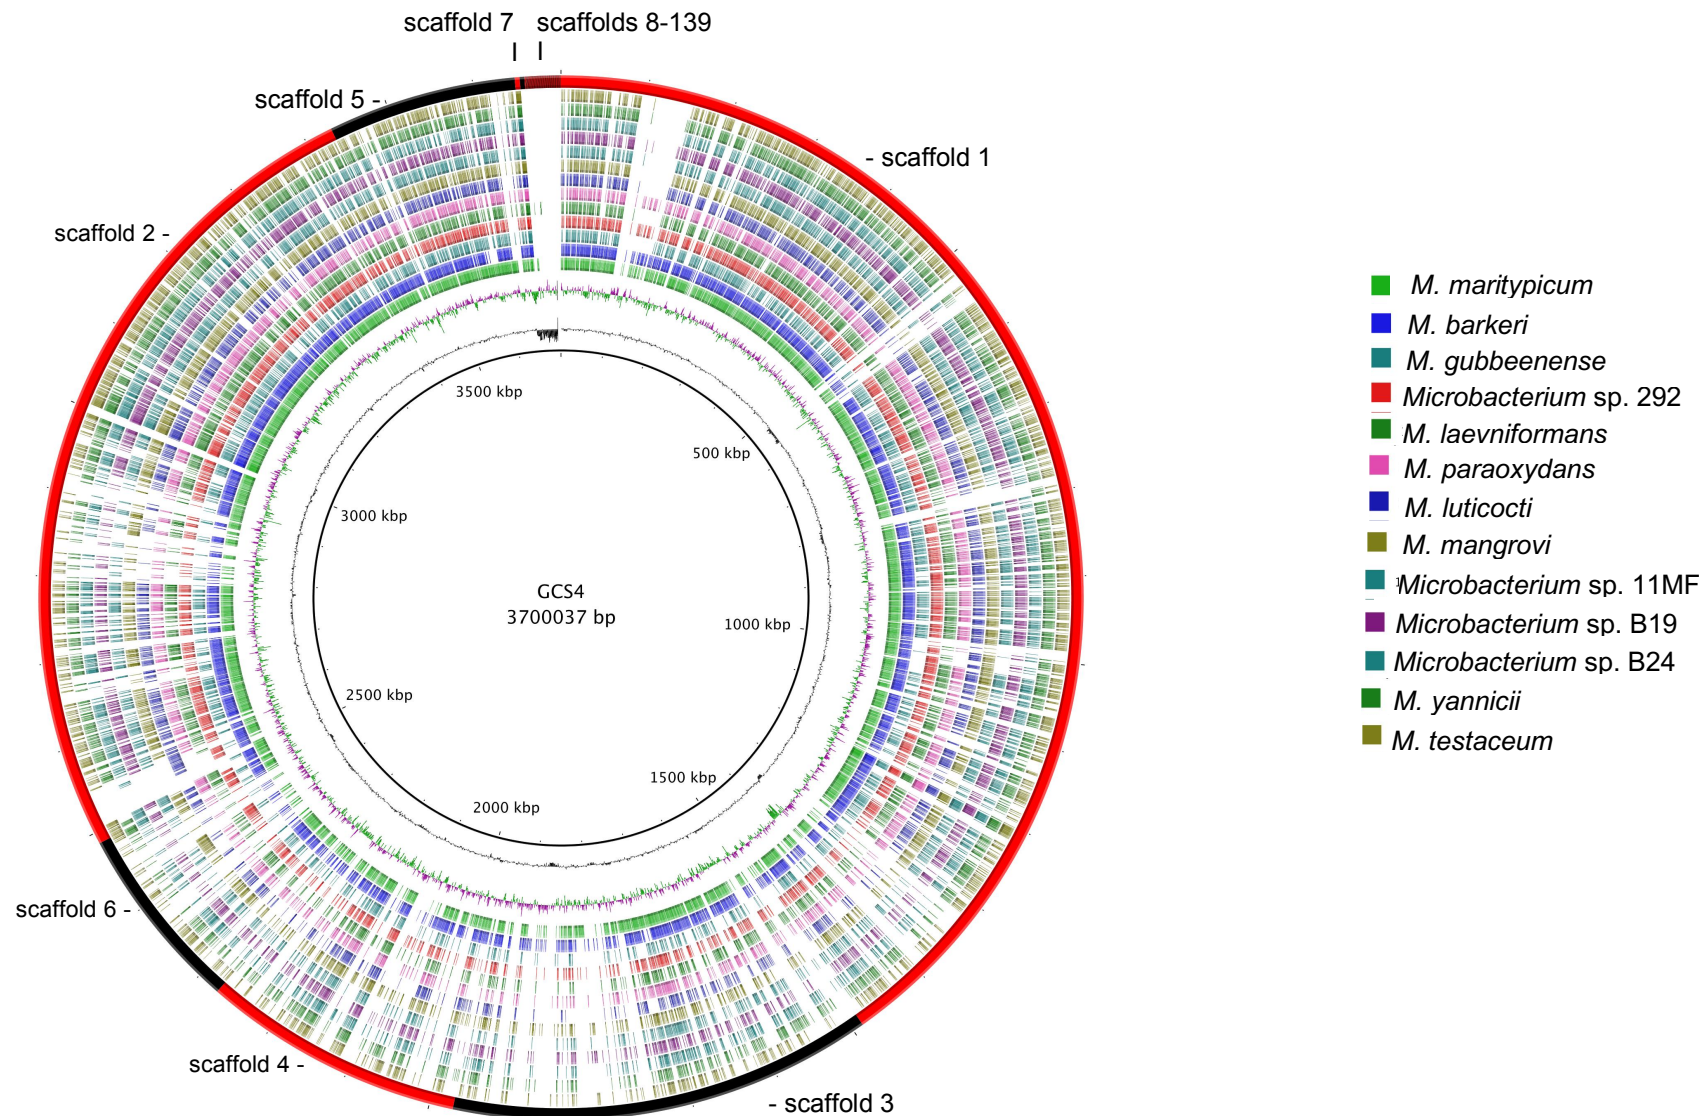 scaffold 7
scaffolds 8-139
scaffold 5 -
- scaffold 1
scaffold 2 -
3500 kbp
500 kbp
3000 kbp
GCS4
3700037 bp
1000 kbp
2500 kbp
1500 kbp
2000 kbp
scaffold 6 -
scaffold 4 -
- scaffold 3
M. maritypicum
M. barkeri
M. gubbeenense
Microbacterium sp. 292
M. laevniformans
M. paraoxydans
M. luticocti
M. mangrovi
Microbacterium sp. 11MF
Microbacterium sp. B19
Microbacterium sp. B24
M. yannicii
M. testaceum